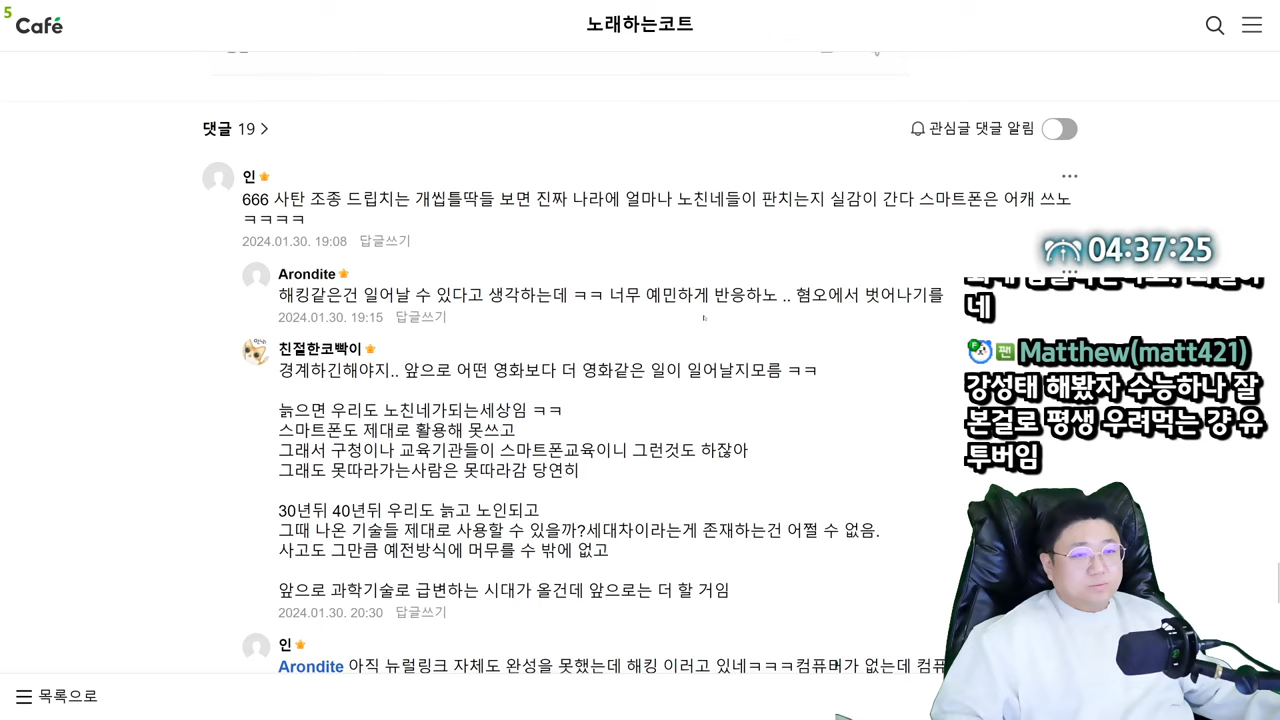 5
Café
노래하는코트
댓글 19
관심글 댓글 알림
인
666 사탄 조종 드립치는 개씹틀딱들 보면 진짜 나라에 얼마나 노친네들이 판치는지 실감이 간다 스마트폰은 어캐 쓰노
ㅋㅋㅋㅋ
2024.01.30. 19:08 답글쓰기
04:37:25
Arondite
해킹같은건 일어날 수 있다고 생각하는데 ㅋㅋ 너무 예민하게 반응하노 .. 혐오에서 벗어나기를
2024.01.30. 19:15 답글쓰기
네
친절한코빡이
경계하긴해야지.. 앞으로 어떤 영화보다 더 영화같은 일이 일어날지모름 ㅋㅋ
늙으면 우리도 노친네가되는세상임 ㅋㅋ
스마트폰도 제대로 활용해 못쓰고
그래서 구청이나 교육기관들이 스마트폰교육이니 그런것도 하잖아
그래도 못따라가는사람은 못따라감 당연히
30년뒤 40년뒤 우리도 늙고 노인되고
그때 나온 기술들 제대로 사용할 수 있을까?세대차이라는게 존재하는건 어쩔 수 없음.
사고도 그만큼 예전방식에 머무를 수 밖에 없고
앞으로 과학기술로 급변하는 시대가 올건데 앞으로는 더 할 거임
2024.01.30. 20:30 답글쓰기
Matthew(matt421)
강성태 해봤자 수능하나 잘
본걸로 평생 우려먹는 걍 유
투버임
인
Arondite 아직 뉴럴링크 자체도 완성을 못했는데 해킹 이러고 있네ㅋㅋㅋ컴퓨터가 없는데 컴퓨
목록으로